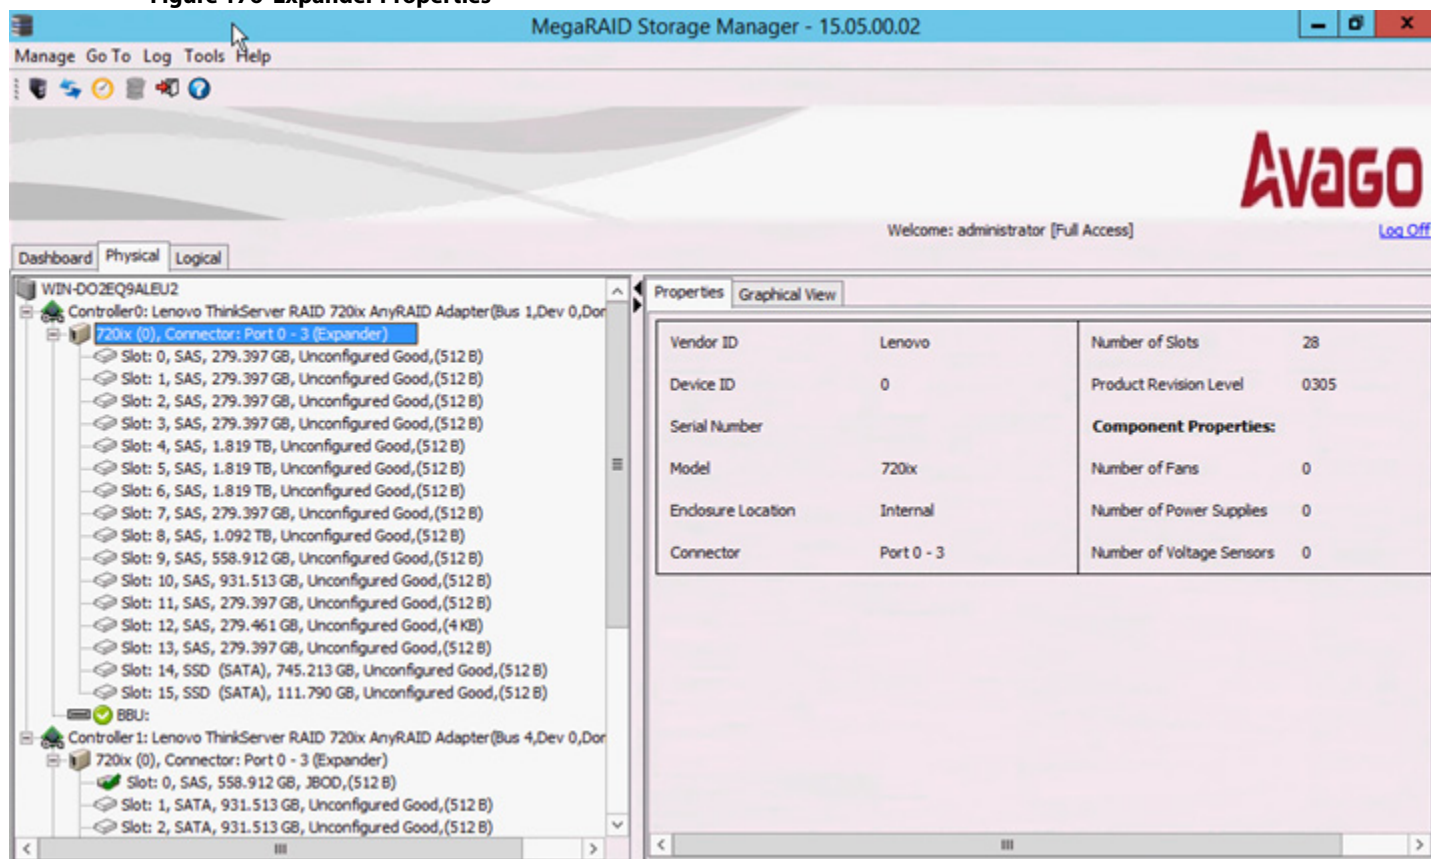 Figure 176 Expander Properties
MegaRAID Storage Manager - 15.05.00.02
Manage Go To Log Tools Help
AVAGO
Welcome: administrator [Full Access]
Log Off
Dashboard Physical Logical
WIN-DO2EQ9ALEU2
Controller0: Lenovo ThinkServer RAID 720ix AnyRAID Adapter(Bus 1,Dev 0,Dor
720ix (0), Connector: Port 0 - 3 (Expander)
Slot: 0, SAS, 279.397 GB, Unconfigured Good,(512 B)
Slot: 1, SAS, 279.397 GB, Unconfigured Good,(512 B)
Slot: 2, SAS, 279.397 GB, Unconfigured Good,(512 B)
Slot: 3, SAS, 279.397 GB, Unconfigured Good,(512 B)
Slot: 4, SAS, 1.819 TB, Unconfigured Good,(512 B)
Slot: 5, SAS, 1.819 TB, Unconfigured Good,(512 B)
Slot: 6, SAS, 1.819 TB, Unconfigured Good,(512 B)
Slot: 7, SAS, 279.397 GB, Unconfigured Good,(512 B)
Slot: 8, SAS, 1.092 TB, Unconfigured Good,(512 B)
Slot: 9, SAS, 558.912 GB, Unconfigured Good,(512 B)
Slot: 10, SAS, 931.513 GB, Unconfigured Good,(512 B)
Slot: 11, SAS, 279.397 GB, Unconfigured Good,(512 B)
Slot: 12, SAS, 279.461 GB, Unconfigured Good,(4 KB)
Slot: 13, SAS, 279.397 GB, Unconfigured Good,(512 B)
Slot: 14, SSD (SATA), 745.213 GB, Unconfigured Good,(512 B)
Slot: 15, SSD (SATA), 111.790 GB, Unconfigured Good,(512 B)
BBU:
Controller1: Lenovo ThinkServer RAID 720ix AnyRAID Adapter(Bus 4,Dev 0,Dor
720ix (0), Connector: Port 0 - 3 (Expander)
Slot: 0, SAS, 558.912 GB, JBOD,(512 B)
Slot: 1, SATA, 931.513 GB, Unconfigured Good,(512 B)
Slot: 2, SATA, 931.513 GB, Unconfigured Good,(512 B)
Properties Graphical View
Vendor ID Lenovo Number of Slots 28
Device ID 0 Product Revision Level 0305
Serial Number Component Properties:
Model 720ix Number of Fans 0
Enclosure Location Internal Number of Power Supplies 0
Connector Port 0 - 3 Number of Voltage Sensors 0